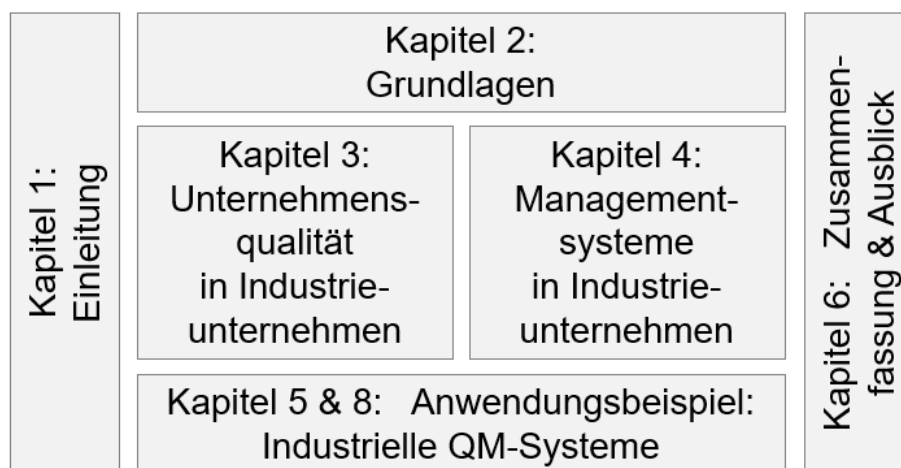 Kapitel 1:
Einleitung
Kapitel 2:
Grundlagen
Kapitel 3:
Unternehmens-
qualität
in Industrie-
unternehmen
Kapitel 4:
Management-
systeme
in Industrie-
unternehmen
Kapitel 5 & 8:   Anwendungsbeispiel:
Industrielle QM-Systeme
Kapitel 6:   Zusammen-
fassung & Ausblick